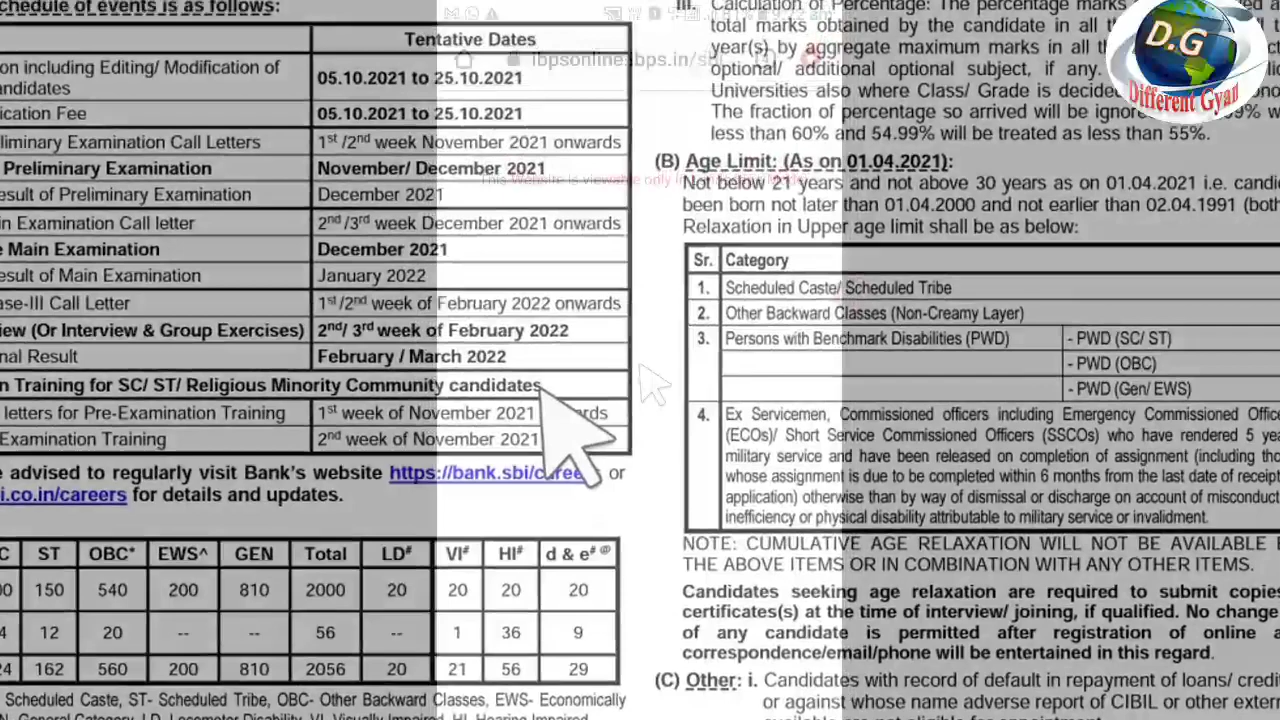 chedule of events is as follows:
Tentative Dates
on including Editing/ Modification of
andidates
05.10.2021 to 25.10.2021
ication Fee
05.10.2021 to 25.10.2021
eliminary Examination Call Letters
1st /2nd week November 2021 onwards
Preliminary Examination
November/ December 2021
esult of Preliminary Examination
December 2021
in Examination Call letter
2nd /3rd week December 2021 onwards
e Main Examination
December 2021
esult of Main Examination
January 2022
ase-III Call Letter
1st /2nd week of February 2022 onwards
iew (Or Interview & Group Exercises)
2nd/ 3rd week of February 2022
nal Result
February / March 2022
n Training for SC/ ST/ Religious Minority Community candidates
letters for Pre-Examination Training
1st week of November 2021
rds
Examination Training
2nd week of November 2021
e advised to regularly visit Bank's website https://bank.sbi/caree or
i.co.in/careers for details and updates.
C ST OBC* EWS^ GEN Total LD# VI# HI# d & e# @
00 150 540 200 810 2000 20 20 20 20
4 12 20 -- -- 56 -- 1 36 9
24 162 560 200 810 2056 20 21 56 29
Scheduled Caste, ST- Scheduled Tribe, OBC- Other Backward Classes, EWS- Economically
9:22 am
ibpsonline.ibps.in/sbi
This Website is viewable only in
III. Calculation of Percentage: The percentage marks
total marks obtained by the candidate in all
year(s) by aggregate maximum marks in all
optional/ additional optional subject, if any.
Universities also where Class/ Grade is decided
The fraction of percentage so arrived will be ignor
less than 60% and 54.99% will be treated as less than 55%.
(B) Age Limit: (As on 01.04.2021):
Not below 21 years and not above 30 years as on 01.04.2021 i.e. candi
been born not later than 01.04.2000 and not earlier than 02.04.1991 (both
Relaxation in Upper age limit shall be as below:
Sr. Category
1. Scheduled Caste/ Scheduled Tribe
2. Other Backward Classes (Non-Creamy Layer)
3. Persons with Benchmark Disabilities (PWD)
- PWD (SC/ ST)
- PWD (OBC)
- PWD (Gen/ EWS)
4. Ex Servicemen, Commissioned officers including Emergency Commissioned Offic
(ECOs)/ Short Service Commissioned Officers (SSCOs) who have rendered 5 yea
military service and have been released on completion of assignment (including tho
whose assignment is due to be completed within 6 months from the last date of receipt
application) otherwise than by way of dismissal or discharge on account of misconduct
inefficiency or physical disability attributable to military service or invalidment.
NOTE: CUMULATIVE AGE RELAXATION WILL NOT BE AVAILABLE E
THE ABOVE ITEMS OR IN COMBINATION WITH ANY OTHER ITEMS.
Candidates seeking age relaxation are required to submit copies
certificates(s) at the time of interview/ joining, if qualified. No change
of any candidate is permitted after registration of online a
correspondence/email/phone will be entertained in this regard.
(C) Other: i. Candidates with record of default in repayment of loans/ credi
or against whose name adverse report of CIBIL or other extern
D.G
Different Gyan